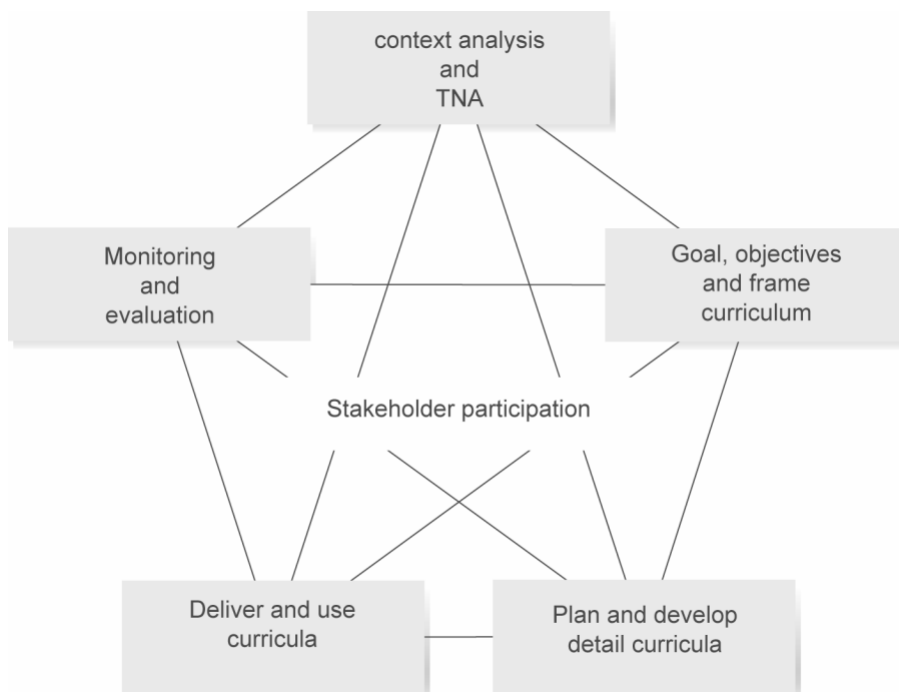 context analysis
and
TNA
Monitoring
and
evaluation
Goal, objectives
and frame
curriculum
Stakeholder participation
Deliver and use
curricula
Plan and develop
detail curricula